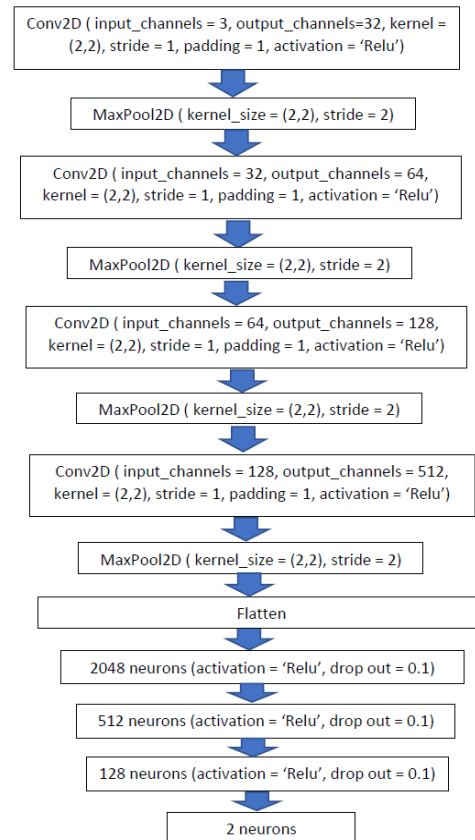 Conv2D ( input_channels = 3, output_channels=32, kernel =
(2,2), stride = 1, padding = 1, activation = ‘Relu’)
MaxPool2D ( kernel_size = (2,2), stride = 2)
Conv2D ( input_channels = 32, output_channels = 64,
kernel = (2,2), stride = 1, padding = 1, activation = ‘Relu’)
MaxPool2D ( kernel_size = (2,2), stride = 2)
Conv2D ( input_channels = 64, output_channels = 128,
kernel = (2,2), stride = 1, padding = 1, activation = ‘Relu’)
MaxPool2D ( kernel_size = (2,2), stride = 2)
Conv2D ( input_channels = 128, output_channels = 512,
kernel = (2,2), stride = 1, padding = 1, activation = ‘Relu’)
MaxPool2D ( kernel_size = (2,2), stride = 2)
Flatten
2048 neurons (activation = ‘Relu’, drop out = 0.1)
512 neurons (activation = ‘Relu’, drop out = 0.1)
128 neurons (activation = ‘Relu’, drop out = 0.1)
2 neurons